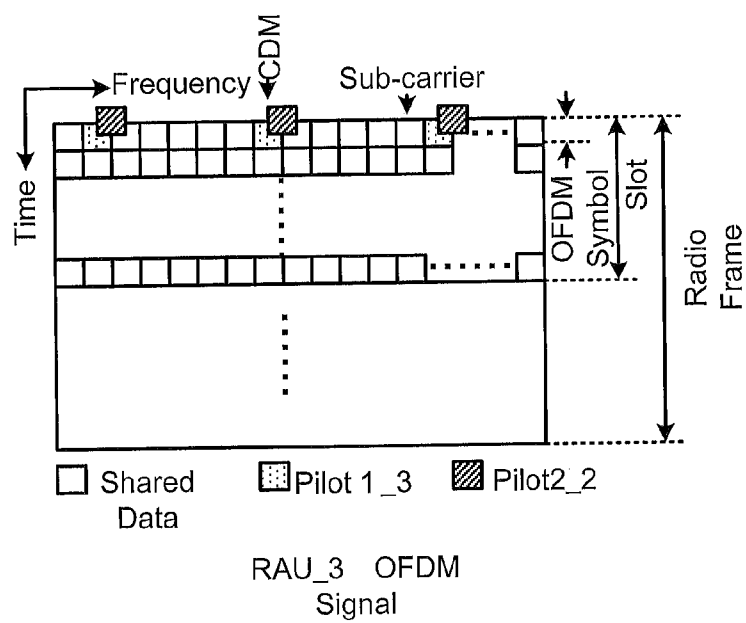 CDM
Frequency
Sub-carrier
Time
OFDM
Symbol
Slot
Radio
Frame
Shared
Data
Pilot 1_3
Pilot2_2
RAU_3 OFDM
Signal